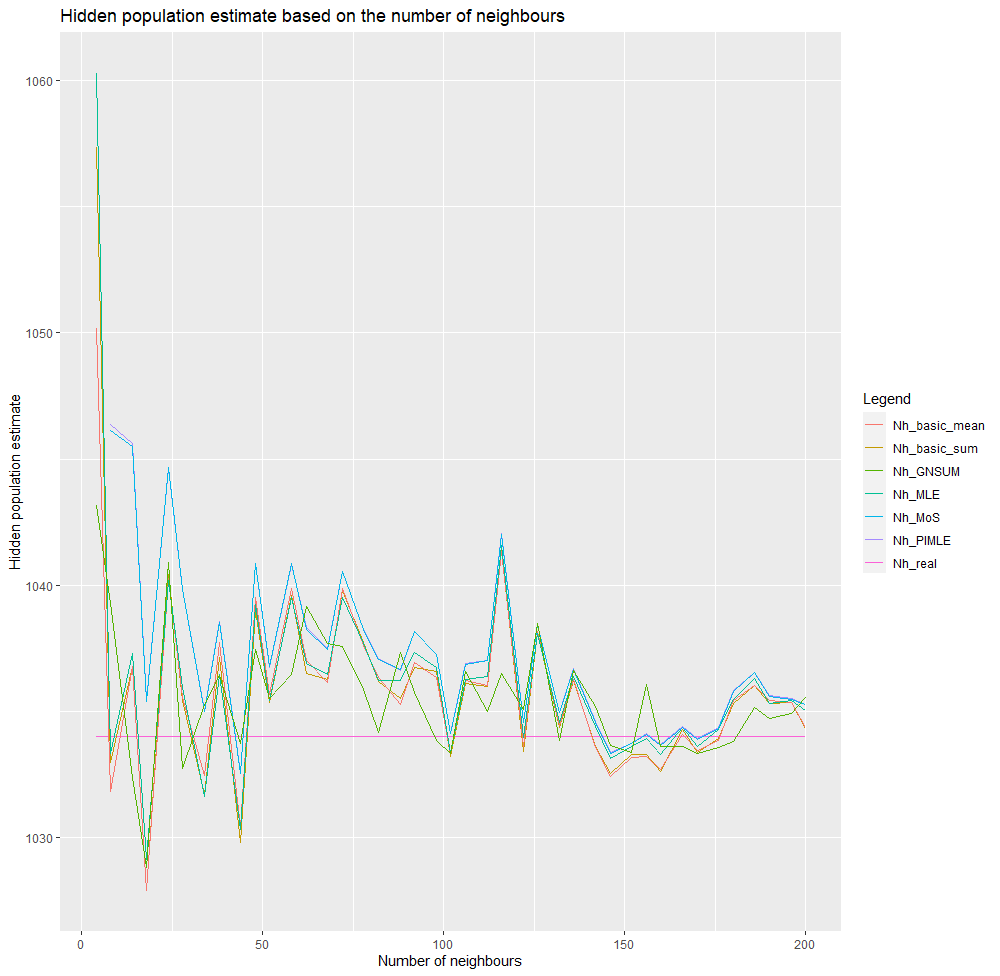 Hidden population estimate based on the number of neighbours
1060
1050
1040
1030
Hidden population estimate
0
50
100
150
200
Number of neighbours
Legend
Nh_basic_mean
Nh_basic_sum
Nh_GNSUM
Nh_MLE
Nh_MoS
Nh_PIMLE
Nh_real